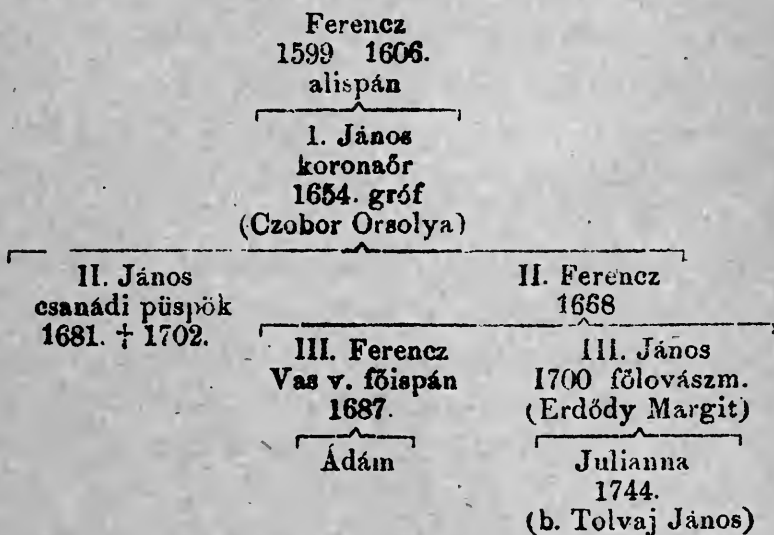 Ferencz
1599 1606.
alispán
I. János
koronaőr
1654. gróf
(Czobor Orsolya)
II. János
csanádi püspök
1681. † 1702.
II. Ferencz
1668
III. Ferencz
Vas v. főispán
1687.
Ádám
III. János
1700 főlovászm.
(Erdődy Margit)
Julianna
1744.
(b. Tolvaj János)